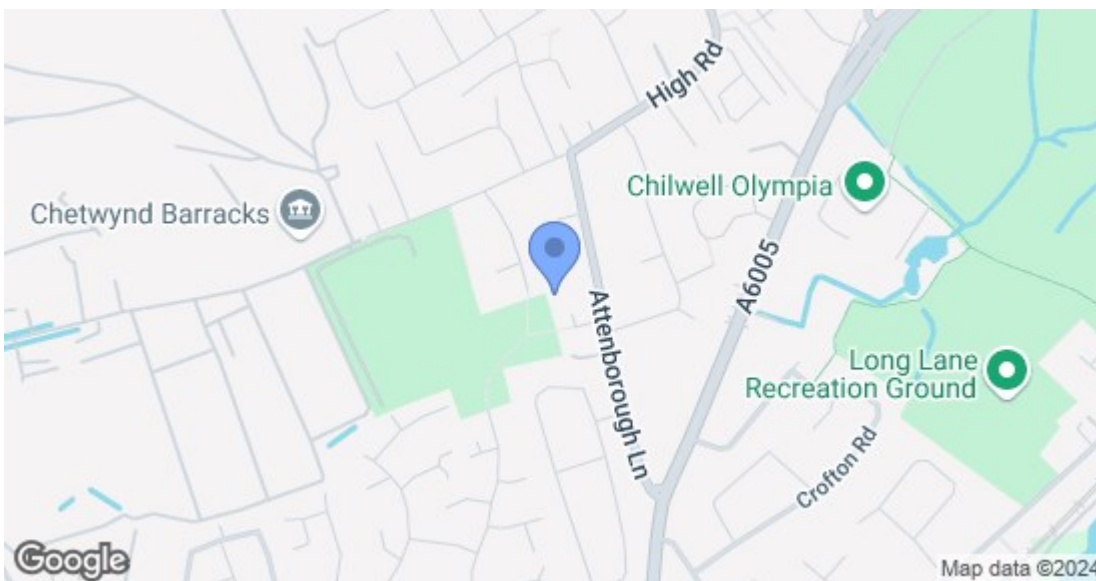 High Rd
Chilwell Olympia
Chetwynd Barracks
A6005
Attenborough Ln
Long Lane
Recreation Ground
Crofton Rd
Google
Map data ©2024